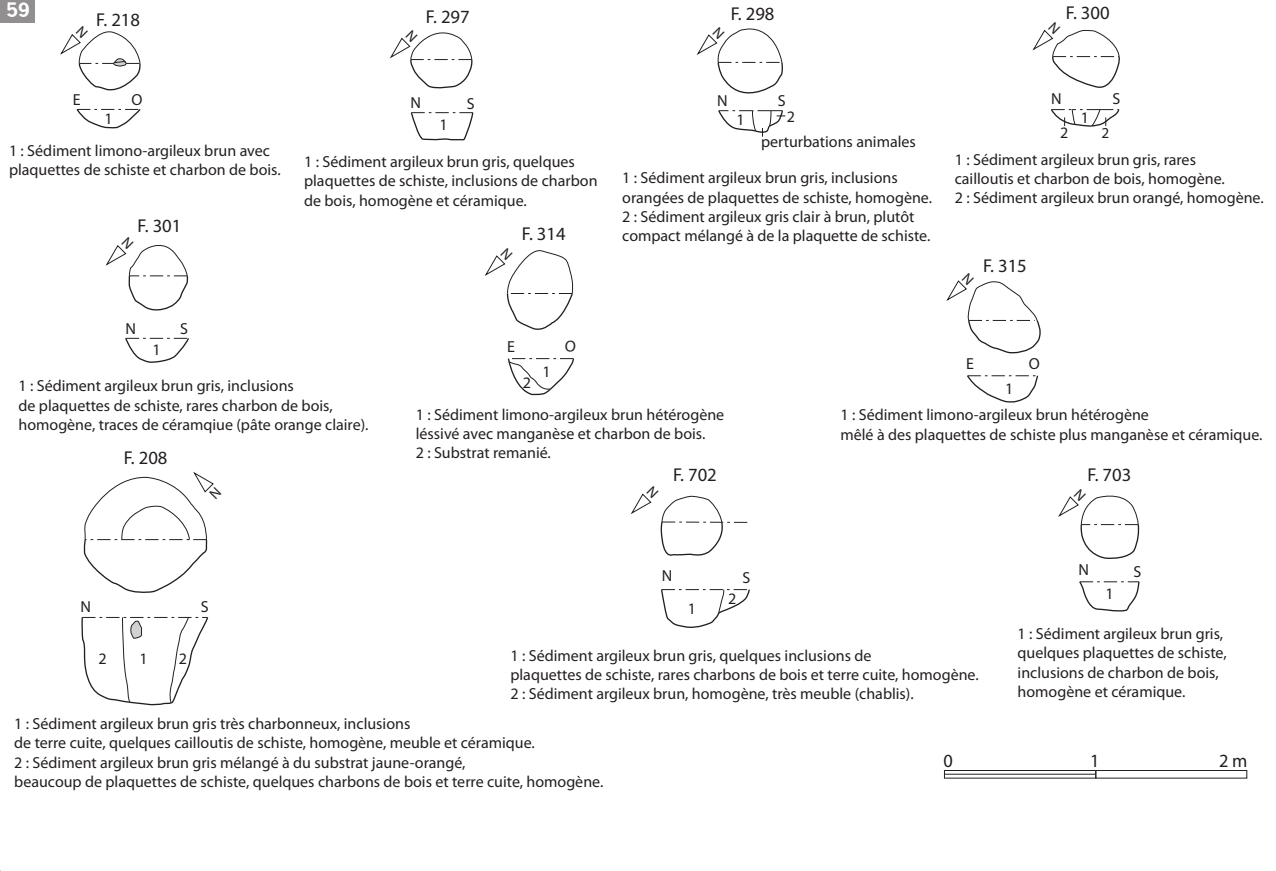 59
F. 218
N
E O
1
1 : Sédiment limono-argileux brun avec
plaquettes de schiste et charbon de bois.
F. 297
N
N S
1
1 : Sédiment argileux brun gris, quelques
plaquettes de schiste, inclusions de charbon
de bois, homogène et céramique.
F. 298
N
N S
1 2
perturbations animales
1 : Sédiment argileux brun gris, inclusions
orangées de plaquettes de schiste, homogène.
2 : Sédiment argileux gris clair à brun, plutôt
compact mélangé à de la plaquette de schiste.
F. 300
N
N S
1
2 2
1 : Sédiment argileux brun gris, rares
cailloutis et charbon de bois, homogène.
2 : Sédiment argileux brun orangé, homogène.
F. 301
N
N S
1
1 : Sédiment argileux brun gris, inclusions
de plaquettes de schiste, rares charbon de bois,
homogène, traces de céramqiue (pâte orange claire).
F. 314
N
E O
1
2
1 : Sédiment limono-argileux brun hétérogène
léssivé avec manganèse et charbon de bois.
2 : Substrat remanié.
F. 315
N
E O
1
1 : Sédiment limono-argileux brun hétérogène
mêlé à des plaquettes de schiste plus manganèse et céramique.
F. 208
N
N S
2 1 2
1 : Sédiment argileux brun gris très charbonneux, inclusions
de terre cuite, quelques cailloutis de schiste, homogène, meuble et céramique.
2 : Sédiment argileux brun gris mélangé à du substrat jaune-orangé,
beaucoup de plaquettes de schiste, quelques charbons de bois et terre cuite, homogène.
F. 702
N
N S
1 2
1 : Sédiment argileux brun gris, quelques inclusions de
plaquettes de schiste, rares charbons de bois et terre cuite, homogène.
2 : Sédiment argileux brun, homogène, très meuble (chablis).
F. 703
N
N S
1
1 : Sédiment argileux brun gris,
quelques plaquettes de schiste,
inclusions de charbon de bois,
homogène et céramique.
0 1 2 m